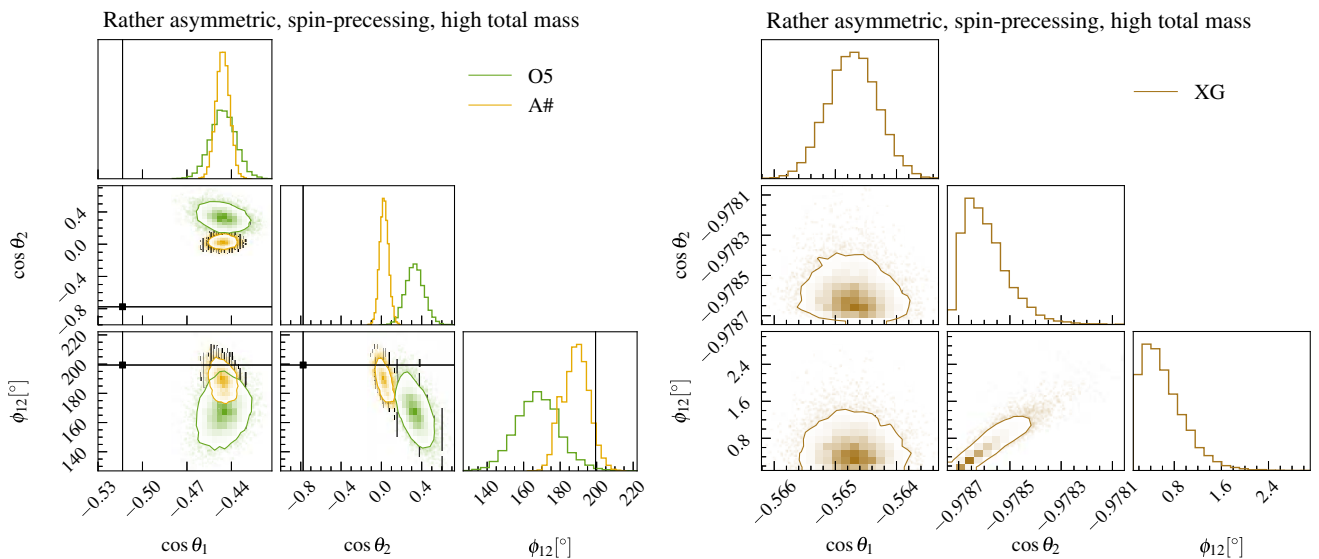 Rather asymmetric, spin-precessing, high total mass
O5
A#
cos θ₂
0.4
0.0
−0.4
−0.8
ϕ₁₂[°]
220
200
180
160
140
−0.53
−0.50
−0.47
−0.44
cos θ₁
−0.8
−0.4
0.0
0.4
cos θ₂
140
160
180
200
220
ϕ₁₂[°]
Rather asymmetric, spin-precessing, high total mass
XG
cos θ₂
−0.9781
−0.9783
−0.9785
−0.9787
ϕ₁₂[°]
2.4
1.6
0.8
−0.566
−0.565
−0.564
cos θ₁
−0.9787
−0.9785
−0.9783
−0.9781
cos θ₂
0.8
1.6
2.4
ϕ₁₂[°]